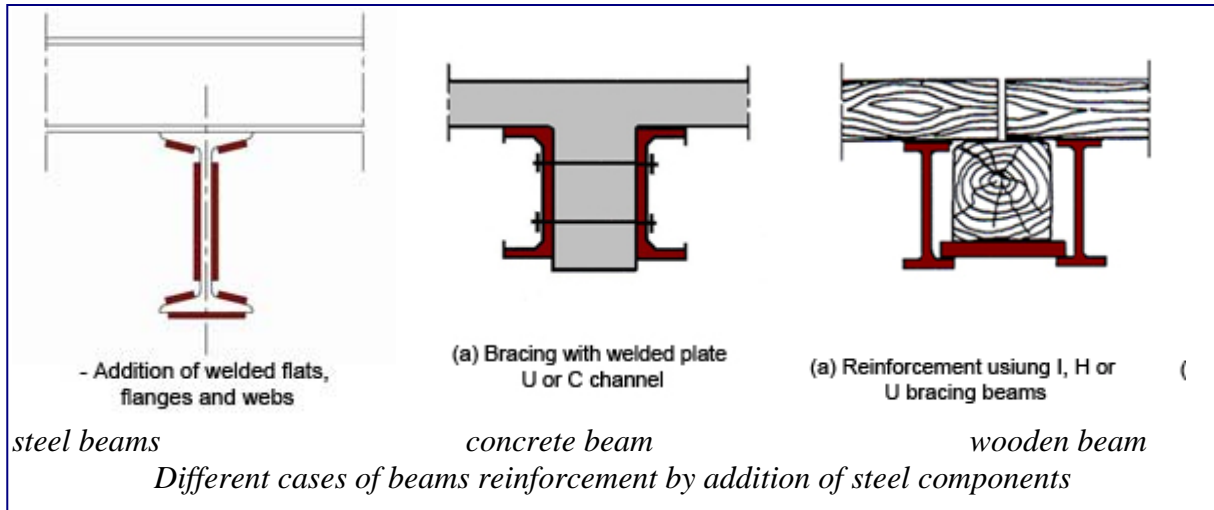 - Addition of welded flats,
flanges and webs
(a) Bracing with welded plate
U or C channel
(a) Reinforcement usiung I, H or
U bracing beams
(
steel beams
concrete beam
wooden beam
Different cases of beams reinforcement by addition of steel components